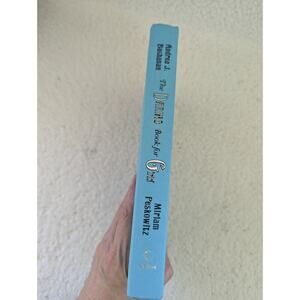 Andrea J.
Buchanan
The DARING Book for Girls
Miriam
Peskowitz